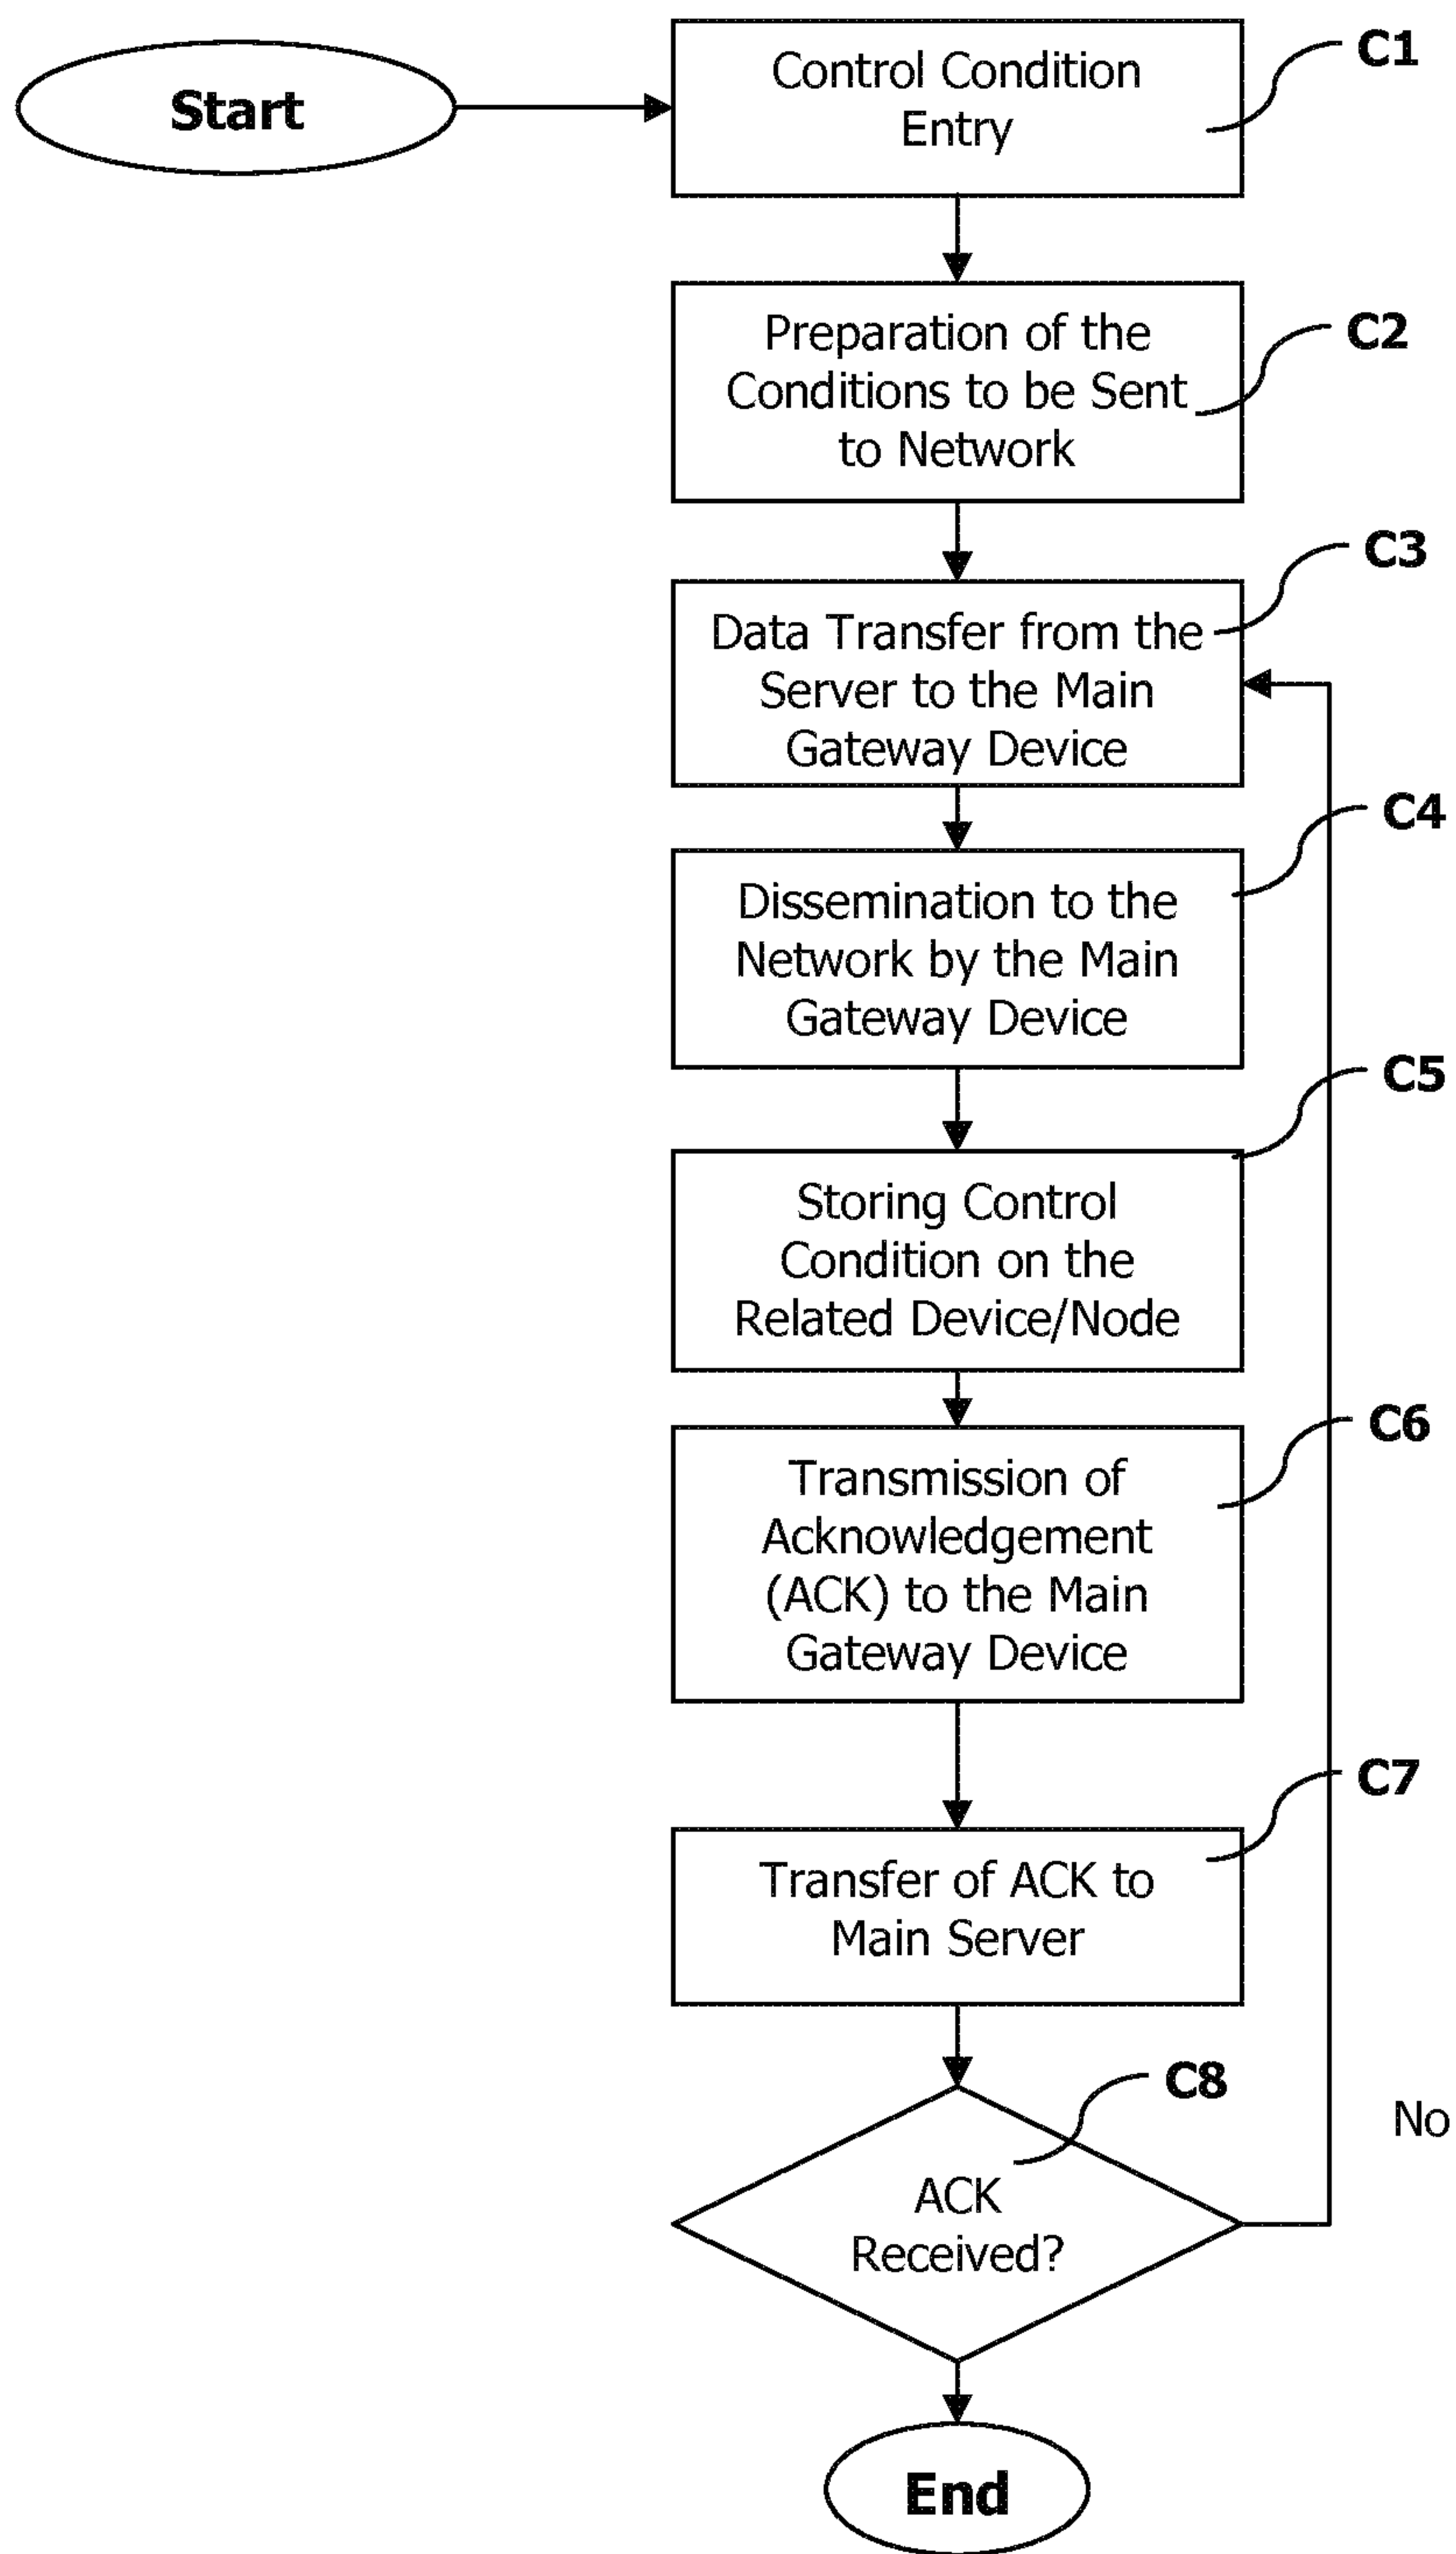 Start
Control Condition
Entry
C1
Preparation of the
Conditions to be Sent
to Network
C2
Data Transfer from the
Server to the Main
Gateway Device
C3
Dissemination to the
Network by the Main
Gateway Device
C4
Storing Control
Condition on the
Related Device/Node
C5
Transmission of
Acknowledgement
(ACK) to the Main
Gateway Device
C6
Transfer of ACK to
Main Server
C7
ACK
Received?
C8
No
End